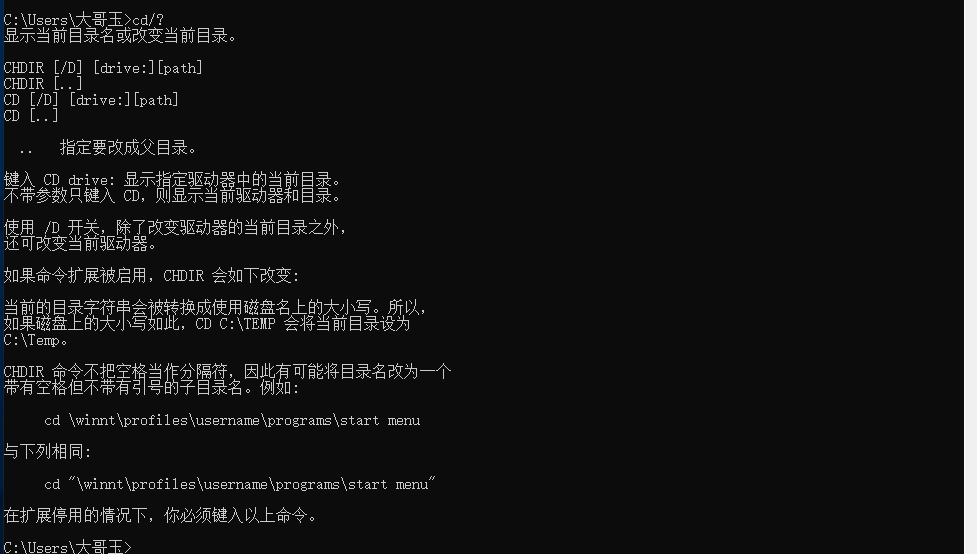 C:\Users\大哥玉>cd/?
显示当前目录名或改变当前目录。
CHDIR [/D] [drive:][path]
CHDIR [..]
CD [/D] [drive:][path]
CD [..]
.. 指定要改成父目录。
键入 CD drive: 显示指定驱动器中的当前目录。
不带参数只键入 CD，则显示当前驱动器和目录。
使用 /D 开关，除了改变驱动器的当前目录之外，
还可改变当前驱动器。
如果命令扩展被启用，CHDIR 会如下改变:
当前的目录字符串会被转换成使用磁盘名上的大小写。所以，
如果磁盘上的大小写如此，CD C:\TEMP 会将当前目录设为
C:\Temp。
CHDIR 命令不把空格当作分隔符，因此有可能将目录名改为一个
带有空格但不带有引号的子目录名。例如:
cd \winnt\profiles\username\programs\start menu
与下列相同:
cd "\winnt\profiles\username\programs\start menu"
在扩展停用的情况下，你必须键入以上命令。
C:\Users\大哥玉>